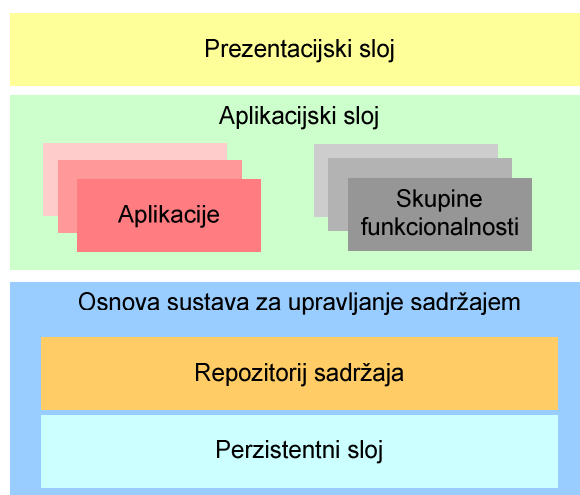 Prezentacijski sloj
Aplikacijski sloj
Aplikacije
Skupine
funkcionalnosti
Osnova sustava za upravljanje sadržajem
Repozitorij sadržaja
Perzistentni sloj